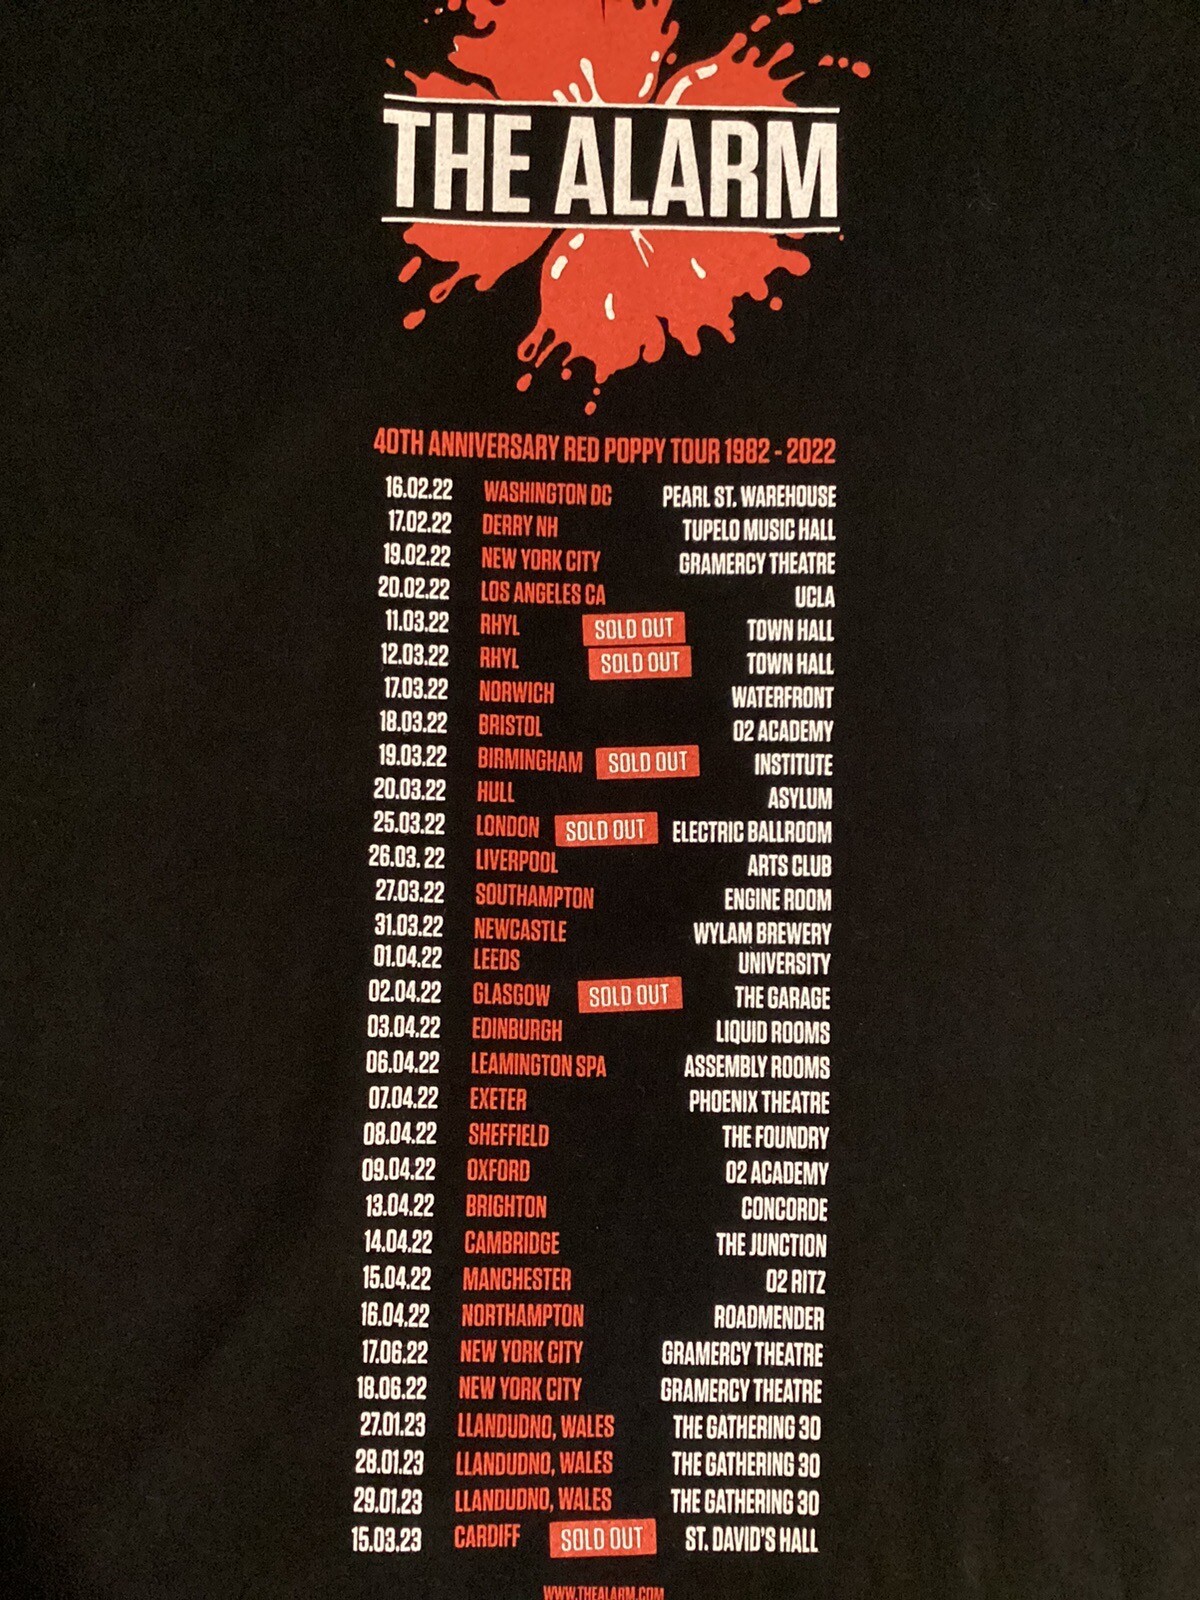 THE ALARM
40TH ANNIVERSARY RED POPPY TOUR 1982 - 2022
16.02.22 WASHINGTON DC PEARL ST. WAREHOUSE
17.02.22 DERRY NH TUPELO MUSIC HALL
19.02.22 NEW YORK CITY GRAMERCY THEATRE
20.02.22 LOS ANGELES CA UCLA
11.03.22 RHYL SOLD OUT TOWN HALL
12.03.22 RHYL SOLD OUT TOWN HALL
17.03.22 NORWICH WATERFRONT
18.03.22 BRISTOL O2 ACADEMY
19.03.22 BIRMINGHAM SOLD OUT INSTITUTE
20.03.22 HULL ASYLUM
25.03.22 LONDON SOLD OUT ELECTRIC BALLROOM
26.03. 22 LIVERPOOL ARTS CLUB
27.03.22 SOUTHAMPTON ENGINE ROOM
31.03.22 NEWCASTLE WYLAM BREWERY
01.04.22 LEEDS UNIVERSITY
02.04.22 GLASGOW SOLD OUT THE GARAGE
03.04.22 EDINBURGH LIQUID ROOMS
06.04.22 LEAMINGTON SPA ASSEMBLY ROOMS
07.04.22 EXETER PHOENIX THEATRE
08.04.22 SHEFFIELD THE FOUNDRY
09.04.22 OXFORD O2 ACADEMY
13.04.22 BRIGHTON CONCORDE
14.04.22 CAMBRIDGE THE JUNCTION
15.04.22 MANCHESTER O2 RITZ
16.04.22 NORTHAMPTON ROADMENDER
17.06.22 NEW YORK CITY GRAMERCY THEATRE
18.06.22 NEW YORK CITY GRAMERCY THEATRE
27.01.23 LLANDUDNO, WALES THE GATHERING 30
28.01.23 LLANDUDNO, WALES THE GATHERING 30
29.01.23 LLANDUDNO, WALES THE GATHERING 30
15.03.23 CARDIFF SOLD OUT ST. DAVID'S HALL
WWW.THEALARM.COM